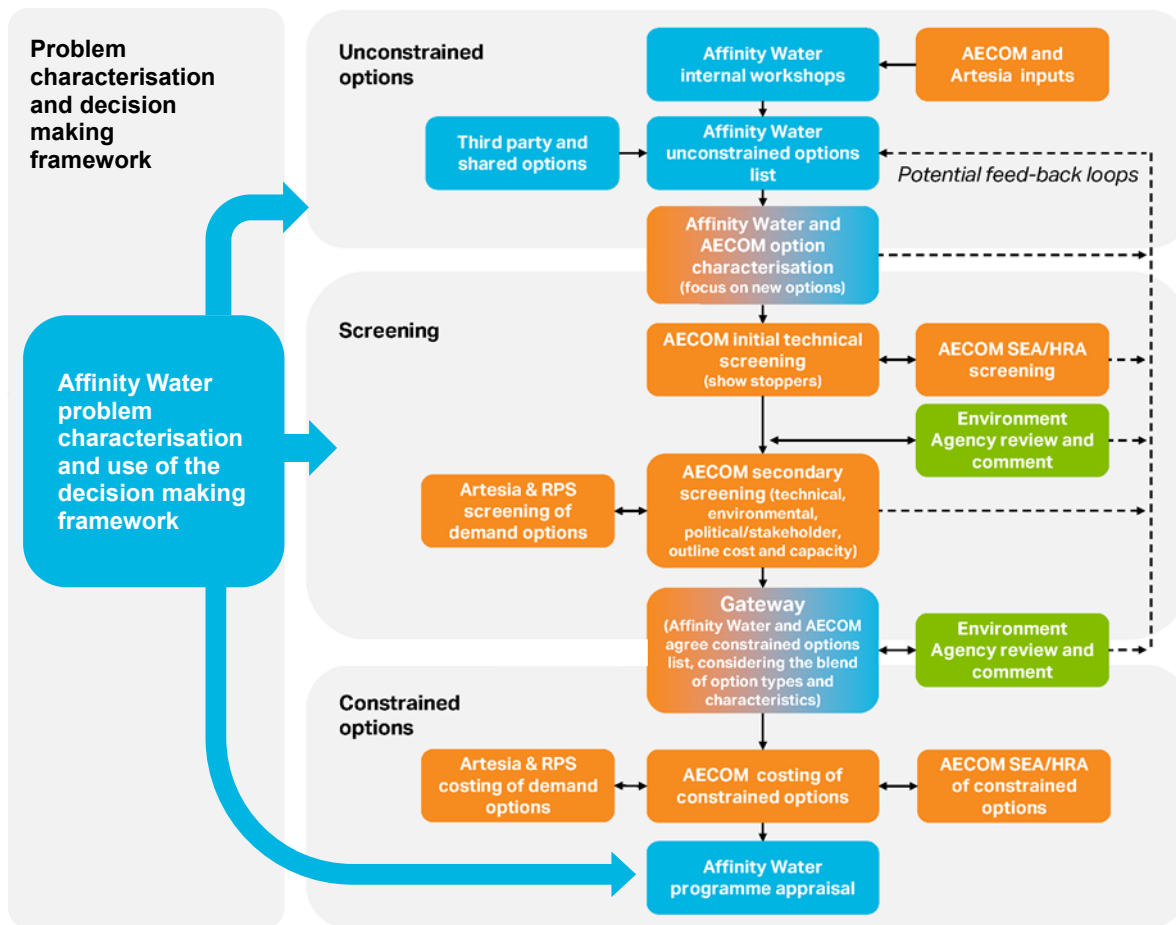 Problem
characterisation
and decision
making
framework
Affinity Water
problem
characterisation
and use of the
decision making
framework
Unconstrained
options
Affinity Water
internal workshops
AECOM and
Artesia inputs
Third party and
shared options
Affinity Water
unconstrained options
list
Potential feed-back loops
Affinity Water and
AECOM option
characterisation
(focus on new options)
Screening
AECOM initial technical
screening
(show stoppers)
AECOM SEA/HRA
screening
Environment
Agency review and
comment
Artesia & RPS
screening of
demand options
AECOM secondary
screening (technical,
environmental,
political/stakeholder,
outline cost and capacity)
Gateway
(Affinity Water and AECOM
agree constrained options
list, considering the blend
of option types and
characteristics)
Environment
Agency review and
comment
Constrained
options
Artesia & RPS
costing of demand
options
AECOM costing of
constrained options
AECOM SEA/HRA
of constrained
options
Affinity Water
programme appraisal